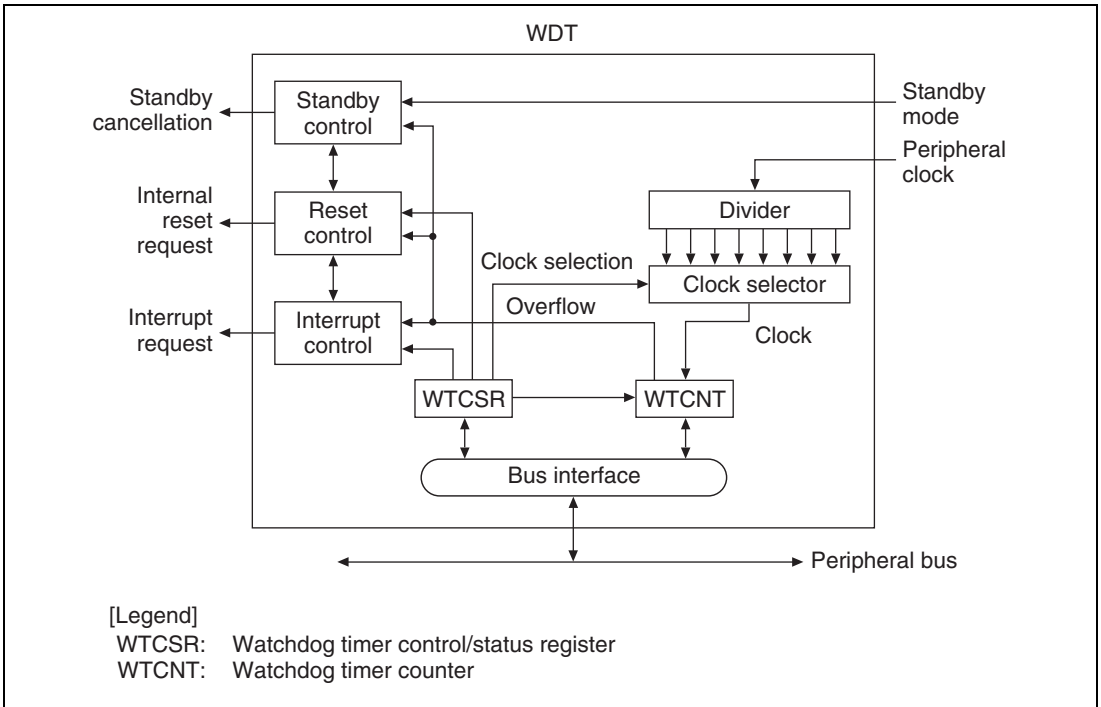 WDT
Standby
cancellation
Standby
control
Standby
mode
Peripheral
clock
Internal
reset
request
Reset
control
Divider
Clock selection
Clock selector
Overflow
Interrupt
request
Interrupt
control
Clock
WTCSR
WTCNT
Bus interface
Peripheral bus
[Legend]
WTCSR: Watchdog timer control/status register
WTCNT: Watchdog timer counter